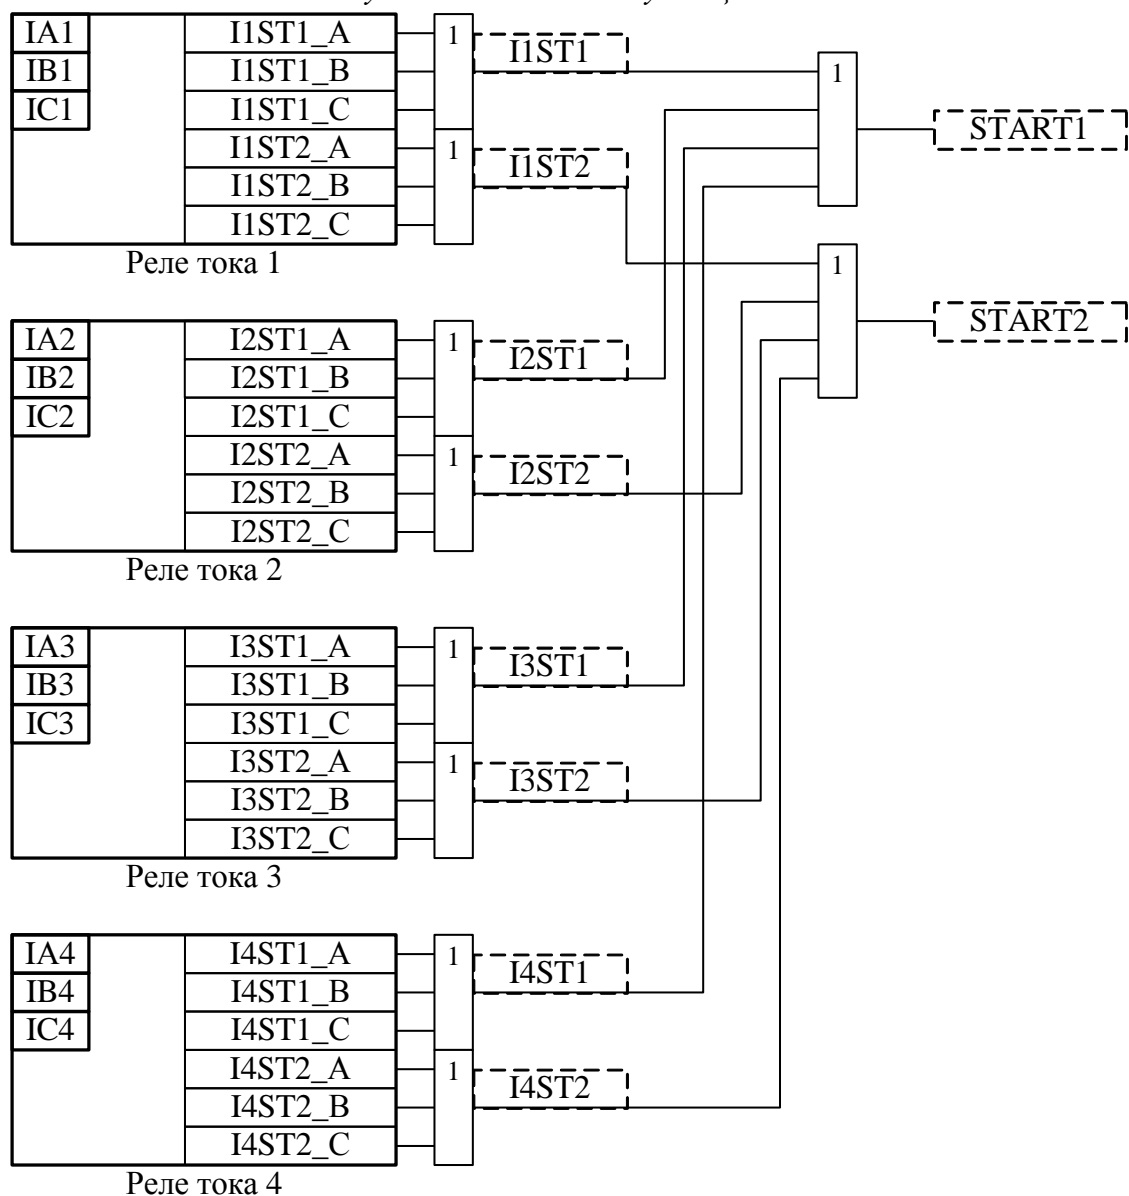 IA1 I1ST1_A 1 I1ST1
IB1 I1ST1_B 1
IC1 I1ST1_C START1
I1ST2_A 1 I1ST2
I1ST2_B
I1ST2_C
Реле тока 1 1
IA2 I2ST1_A 1 I2ST1 START2
IB2 I2ST1_B
IC2 I2ST1_C
I2ST2_A 1 I2ST2
I2ST2_B
I2ST2_C
Реле тока 2
IA3 I3ST1_A 1 I3ST1
IB3 I3ST1_B
IC3 I3ST1_C
I3ST2_A 1 I3ST2
I3ST2_B
I3ST2_C
Реле тока 3
IA4 I4ST1_A 1 I4ST1
IB4 I4ST1_B
IC4 I4ST1_C
I4ST2_A 1 I4ST2
I4ST2_B
I4ST2_C
Реле тока 4